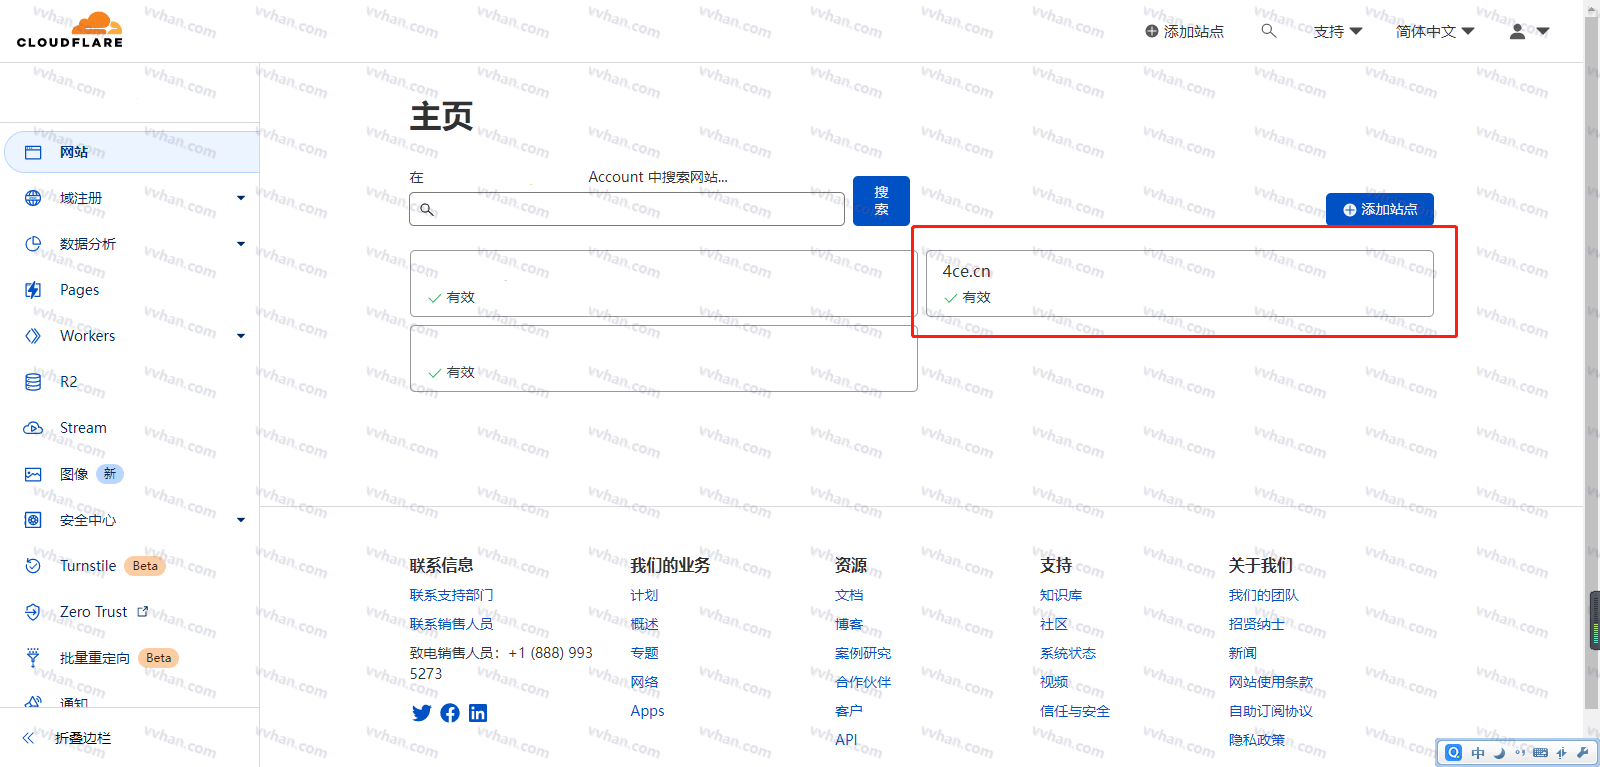 CLOUDFLARE
添加站点
支持
简体中文
网站
域注册
数据分析
Pages
Workers
R2
Stream
图像 新
安全中心
Turnstile Beta
Zero Trust
批量重定向 Beta
通知
折叠边栏
主页
在 Account 中搜索网站...
搜
索
添加站点
有效
4ce.cn
有效
有效
联系信息
联系支持部门
联系销售人员
致电销售人员：+1 (888) 993
5273
我们的业务
计划
概述
专题
网络
Apps
资源
文档
博客
案例研究
合作伙伴
客户
API
支持
知识库
社区
系统状态
视频
信任与安全
关于我们
我们的团队
招贤纳士
新闻
网站使用条款
自助订阅协议
隐私政策
中
vvhan.com